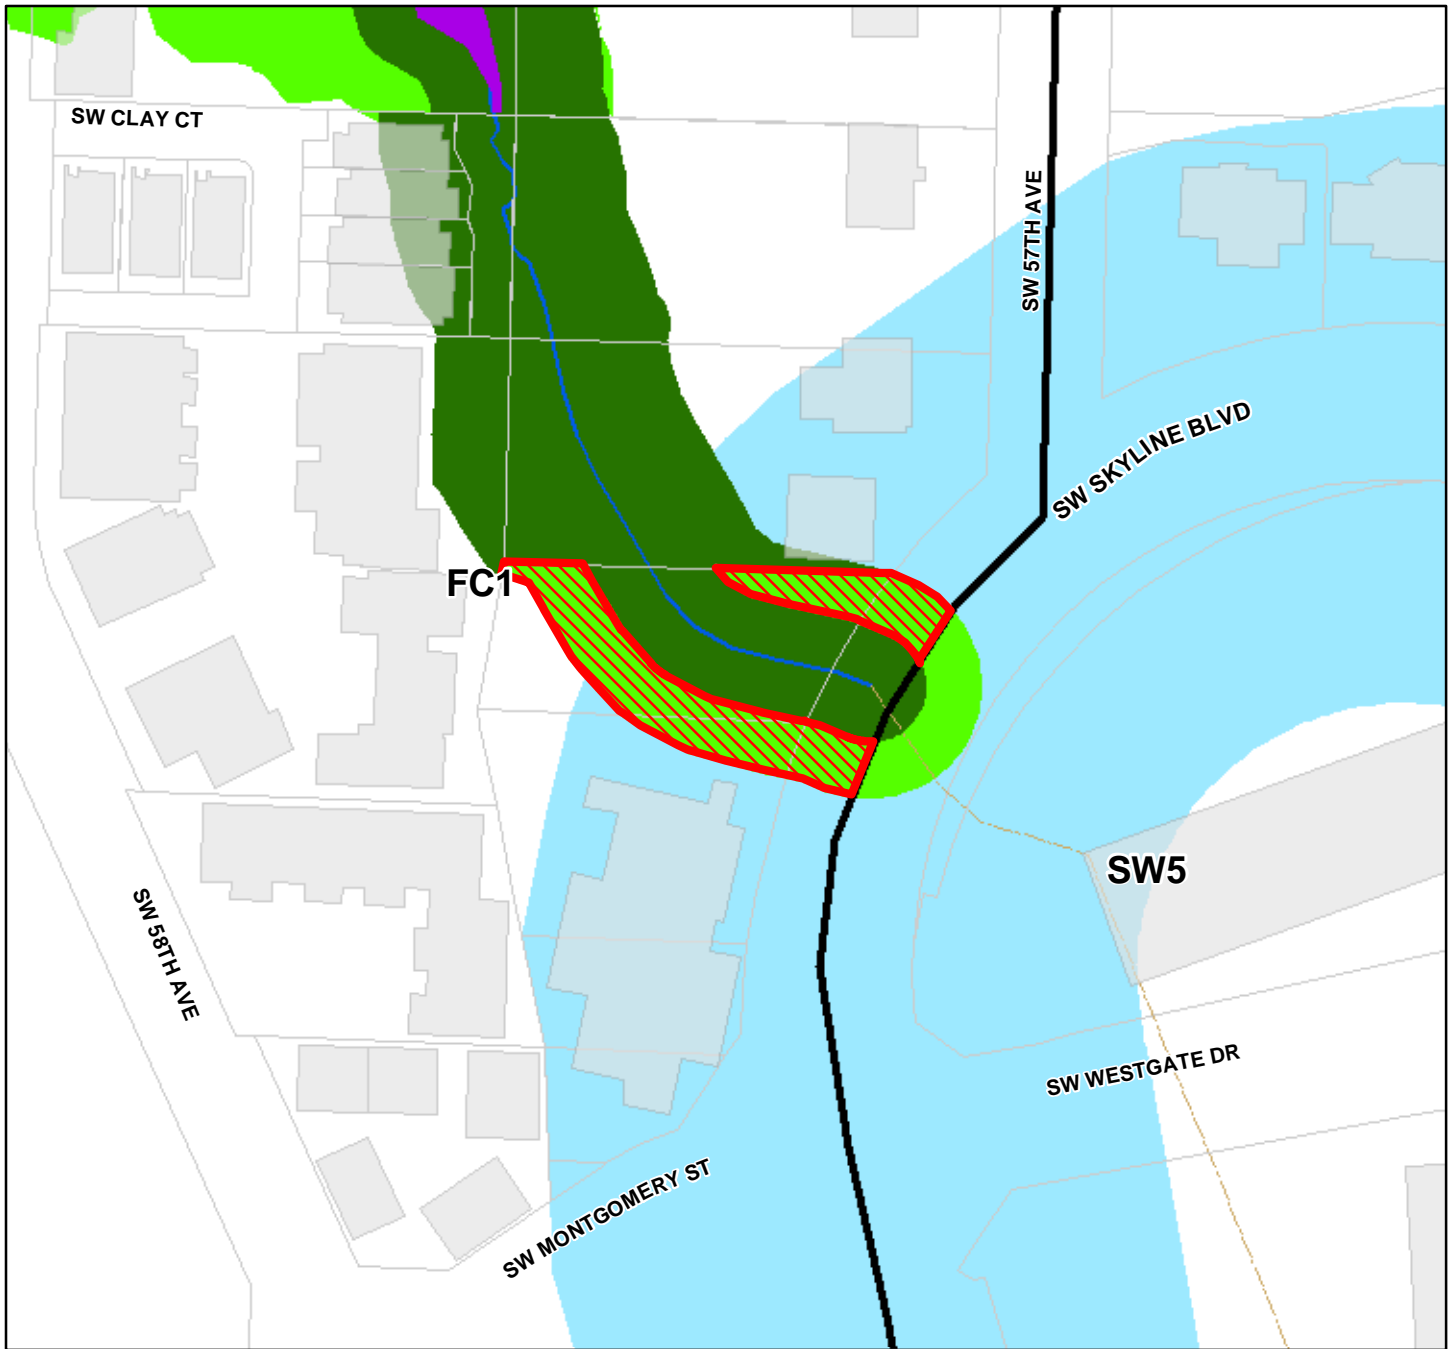 SW CLAY CT
SW 57TH AVE
SW SKYLINE BLVD
FC1
SW5
SW 58TH AVE
SW WESTGATE DR
SW MONTGOMERY ST